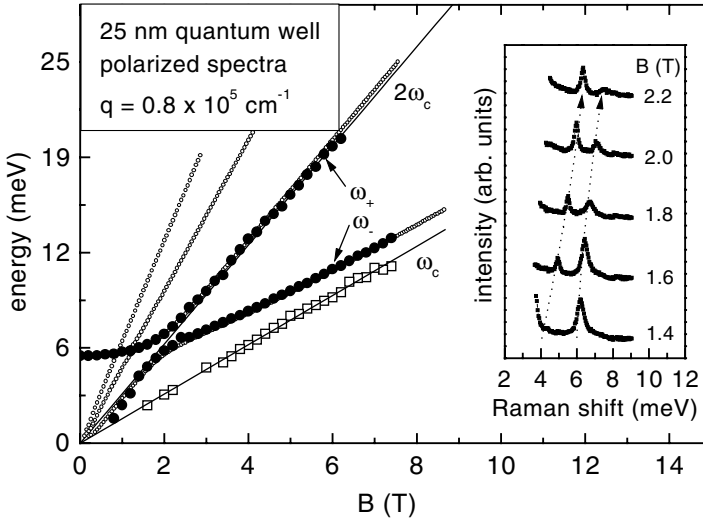 25 nm quantum well
polarized spectra
q = 0.8 x 10⁵ cm⁻¹
25
19
12
6
0
energy (meV)
0
2
4
6
8
10
12
14
B (T)
2ω_c
ω_+
ω_-
ω_c
B (T)
2.2
2.0
1.8
1.6
1.4
intensity (arb. units)
2 4 6 8 10 12
Raman shift (meV)